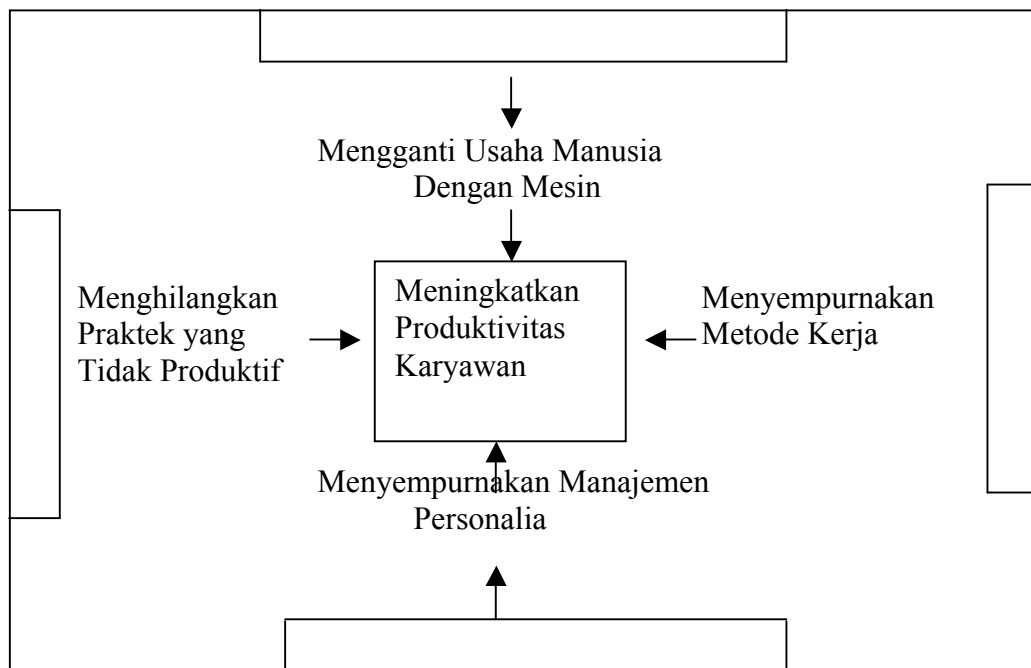 Mengganti Usaha Manusia
Dengan Mesin
Menghilangkan
Praktek yang
Tidak Produktif
Meningkatkan
Produktivitas
Karyawan
Menyempurnakan
Metode Kerja
Menyempurnakan Manajemen
Personalia